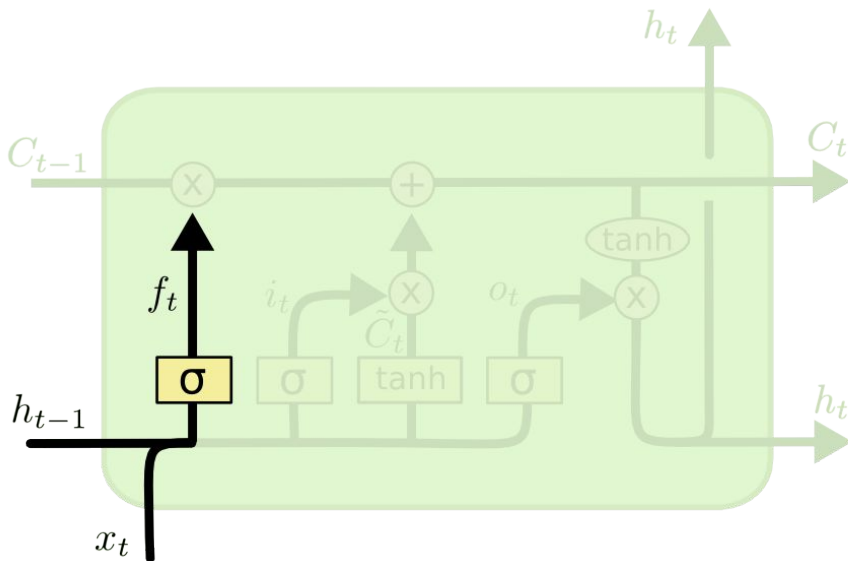 h_t
C_{t-1}
C_t
x
+
tanh
f_t
i_t
x
o_t
x
C̃_t
σ
σ
tanh
σ
h_{t-1}
h_t
x_t